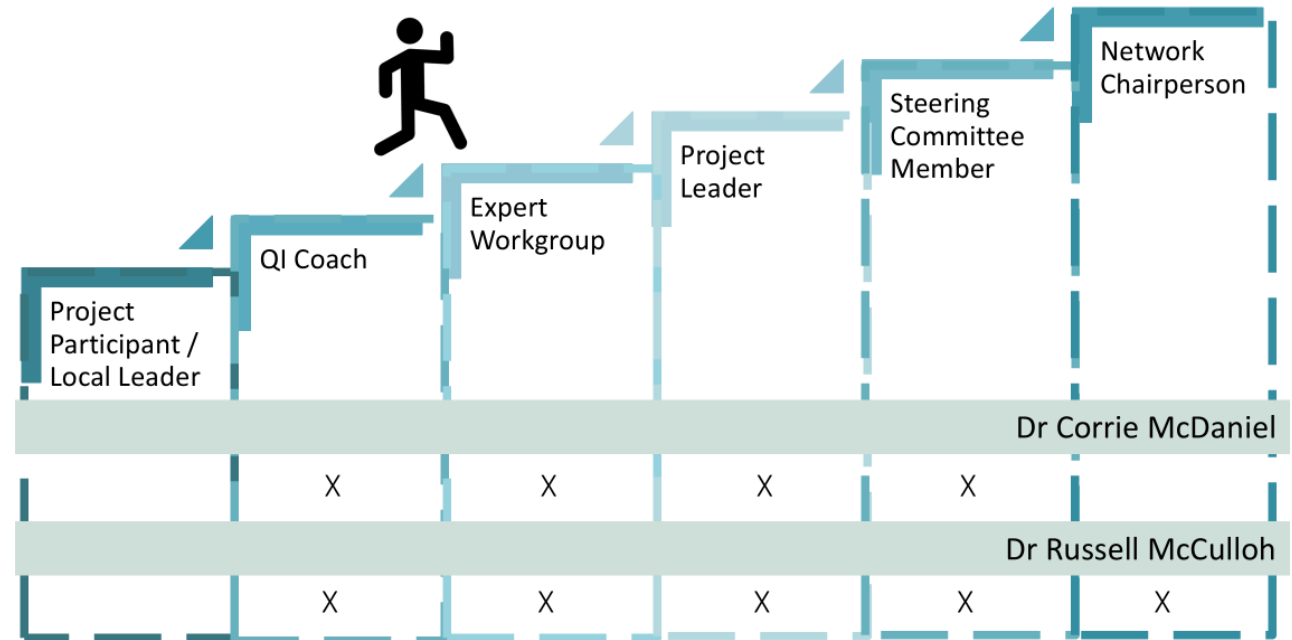 Project
Participant /
Local Leader
QI Coach
Expert
Workgroup
Project
Leader
Steering
Committee
Member
Network
Chairperson
Dr Corrie McDaniel
X X X X
Dr Russell McCulloh
X X X X X